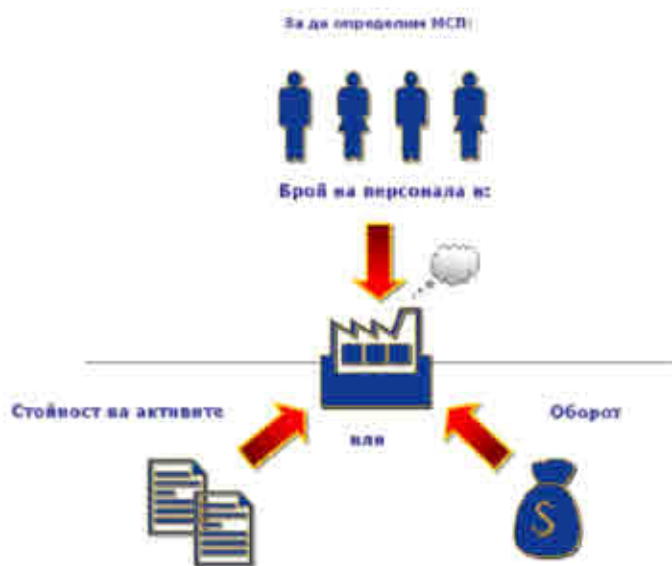 За да определим МСП:
Брой на персонала и:
Стойност на активите
Оборот
или
$